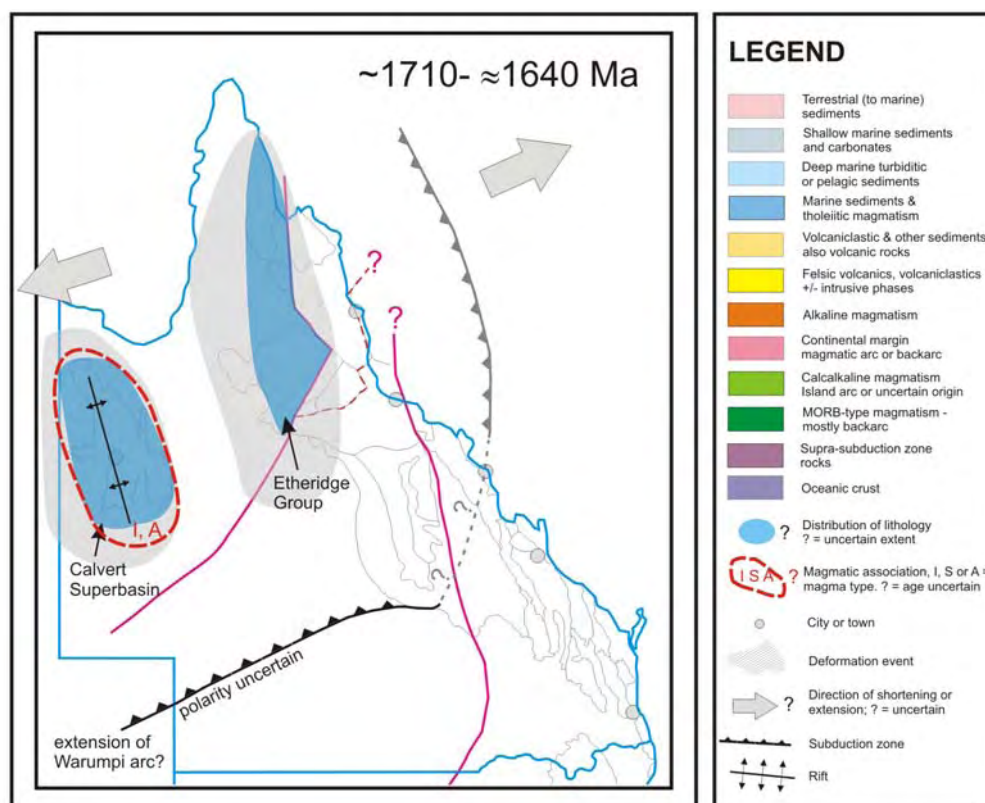 ~1710- ≈1640 Ma
?
?
Etheridge
Group
I, A
Calvert
Superbasin
?
?
polarity uncertain
extension of
Warumpi arc?
LEGEND
Terrestrial (to marine)
sediments
Shallow marine sediments
and carbonates
Deep marine turbiditic
or pelagic sediments
Marine sediments &
tholeiitic magmatism
Volcaniclastic & other sediments
also volcanic rocks
Felsic volcanics, volcaniclastics
+/- intrusive phases
Alkaline magmatism
Continental margin
magmatic arc or backarc
Calcalkaline magmatism
Island arc or uncertain origin
MORB-type magmatism -
mostly backarc
Supra-subduction zone
rocks
Oceanic crust
? Distribution of lithology
? = uncertain extent
I S A ? Magmatic association, I, S or A =
magma type. ? = age uncertain
City or town
Deformation event
? Direction of shortening or
extension; ? = uncertain
Subduction zone
Rift